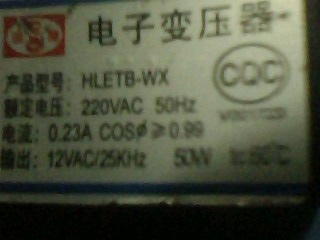 电子变压器
产品型号: HLETB-WX
CQC
额定电压: 220VAC 50Hz
电流: 0.23A COSø≥0.99
输出: 12VAC/25KHz 50W